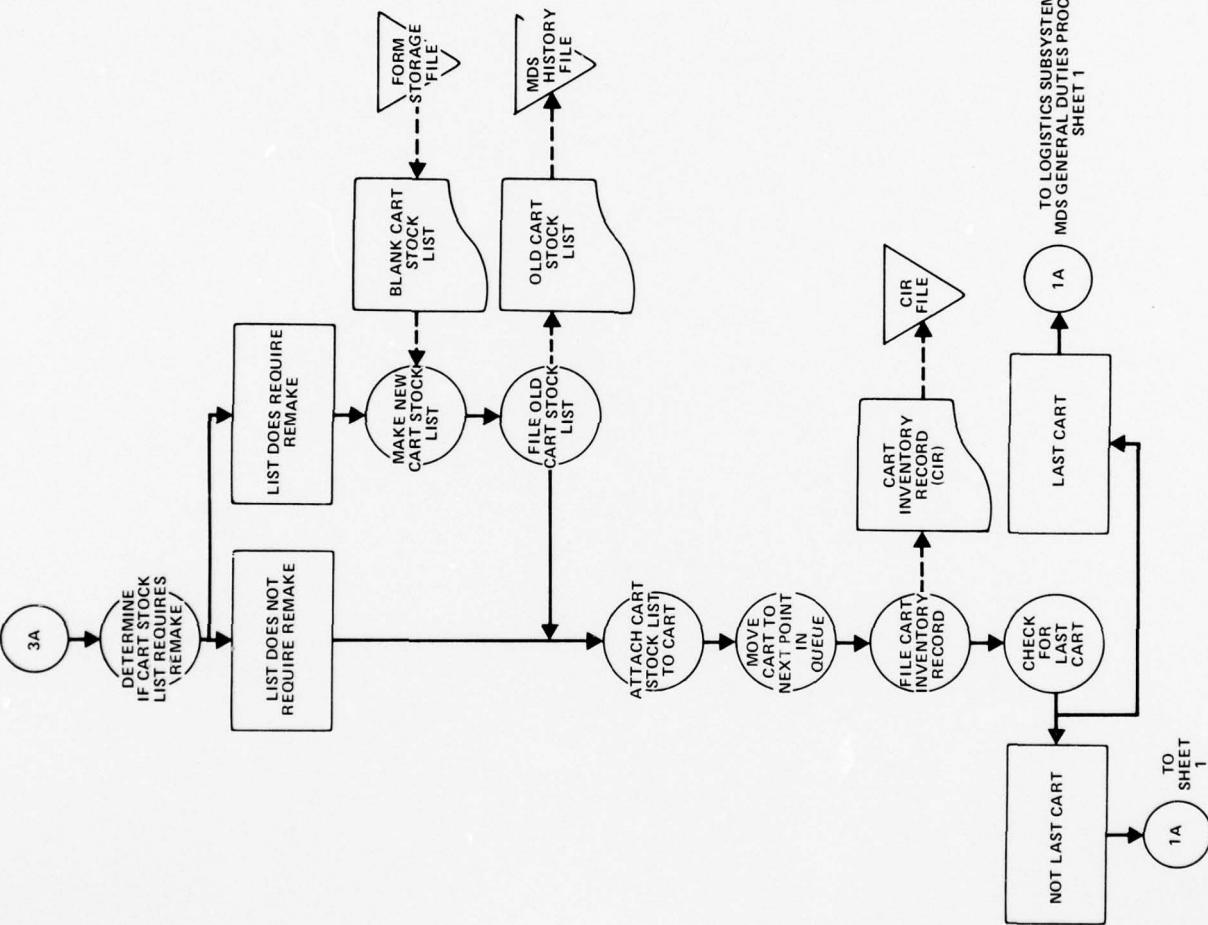 3A
DETERMINE
IF CART STOCK
LIST REQUIRES
REMAKE
LIST DOES NOT
REQUIRE REMAKE
LIST DOES REQUIRE
REMAKE
MAKE NEW
CART STOCK
LIST
BLANK CART
STOCK
LIST
FORM
STORAGE
FILE
FILE OLD
CART STOCK
LIST
OLD CART
STOCK
LIST
MDS
HISTORY
FILE
ATTACH CART
STOCK LIST
TO CART
MOVE
CART TO
NEXT POINT
IN
QUEUE
FILE CART
INVENTORY
RECORD
CART
INVENTORY
RECORD
(CIR)
CIR
FILE
CHECK
FOR
LAST
CART
NOT LAST CART
1A
TO
SHEET
1
LAST CART
1A
TO LOGISTICS SUBSYSTEM
MDS GENERAL DUTIES PROC
SHEET 1